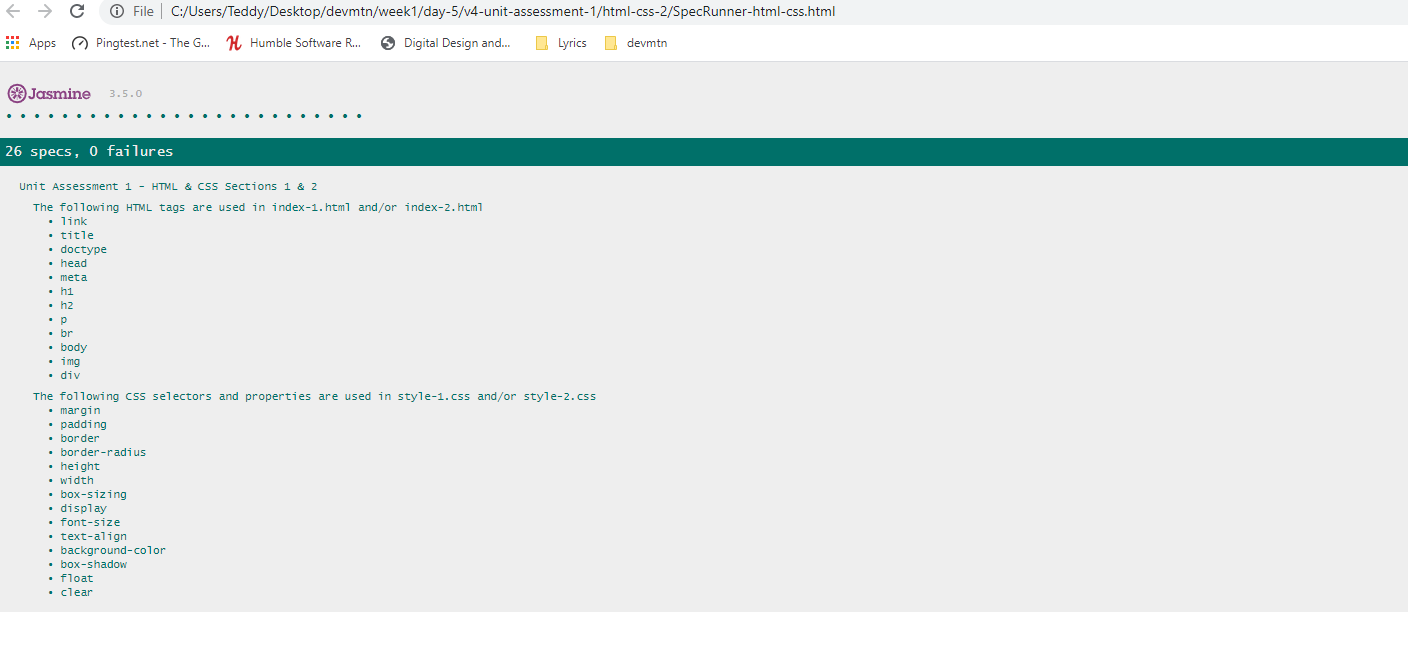 File C:/Users/Teddy/Desktop/devmtn/week1/day-5/v4-unit-assessment-1/html-css-2/SpecRunner-html-css.html
Apps Pingtest.net - The G... Humble Software R... Digital Design and... Lyrics devmtn
Jasmine 3.5.0
• • • • • • • • • • • • • • • • • • • • • • • • • •
26 specs, 0 failures
Unit Assessment 1 - HTML & CSS Sections 1 & 2
The following HTML tags are used in index-1.html and/or index-2.html
• link
• title
• doctype
• head
• meta
• h1
• h2
• p
• br
• body
• img
• div
The following CSS selectors and properties are used in style-1.css and/or style-2.css
• margin
• padding
• border
• border-radius
• height
• width
• box-sizing
• display
• font-size
• text-align
• background-color
• box-shadow
• float
• clear